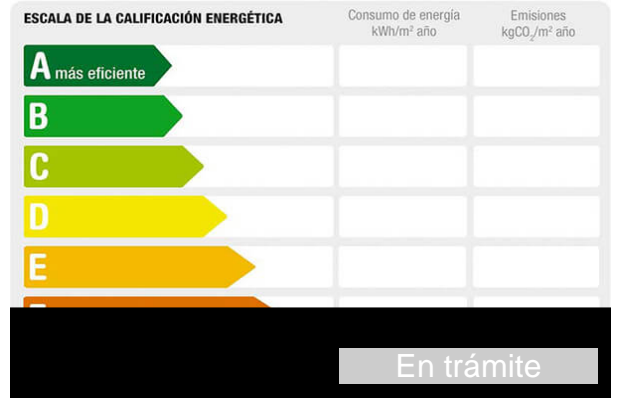 ESCALA DE LA CALIFICACIÓN ENERGÉTICA
Consumo de energía
kWh/m² año
Emisiones
kgCO₂/m² año
A más eficiente
B
C
D
E
En trámite